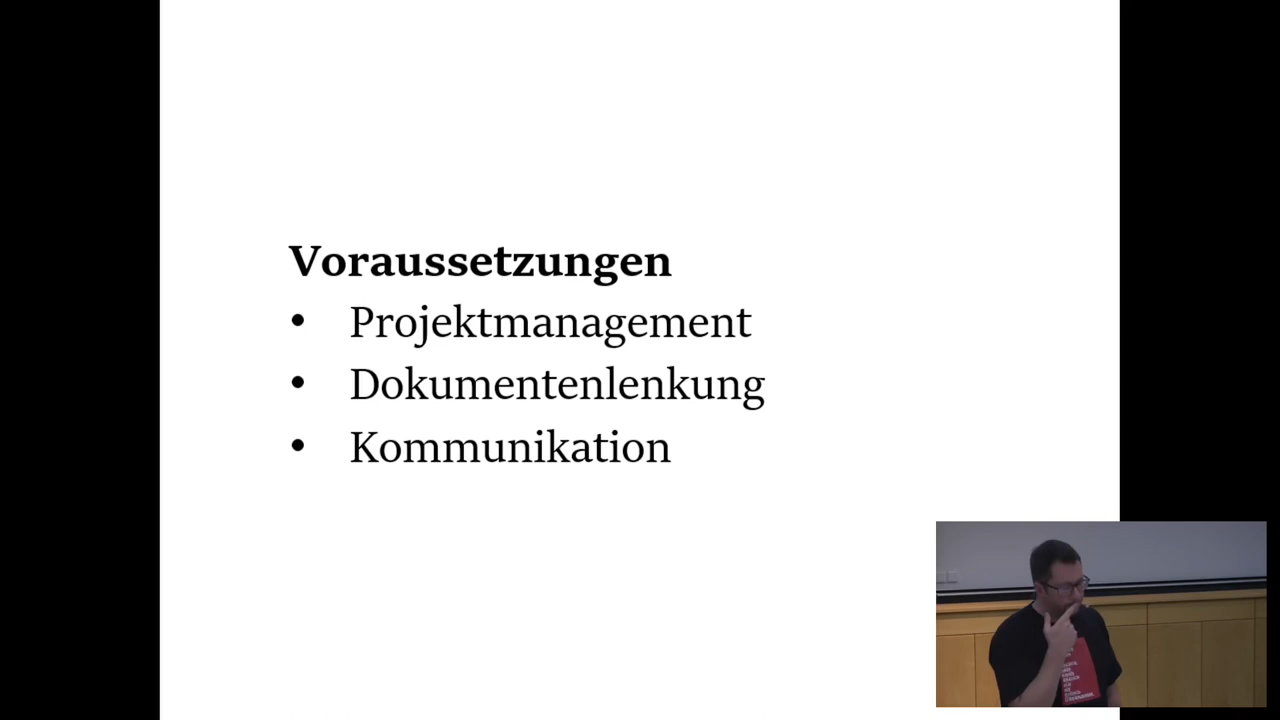 Voraussetzungen
• Projektmanagement
• Dokumentenlenkung
• Kommunikation